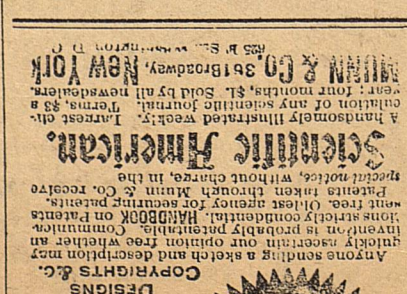 DESIGNS
COPYRIGHTS &C.
Anyone sending a sketch and description may
quickly ascertain our opinion free whether an
invention is probably patentable. Communica-
tions strictly confidential. HANDBOOK on Patents
sent free. Oldest agency for securing patents.
Patents taken through Munn & Co. receive
special notice, without charge, in the
Scientific American.
A handsomely illustrated weekly. Largest cir-
culation of any scientific journal. Terms, $3 a
year; four months, $1. Sold by all newsdealers.
MUNN & Co. 361 Broadway, New York
625 F St., Washington, D. C.